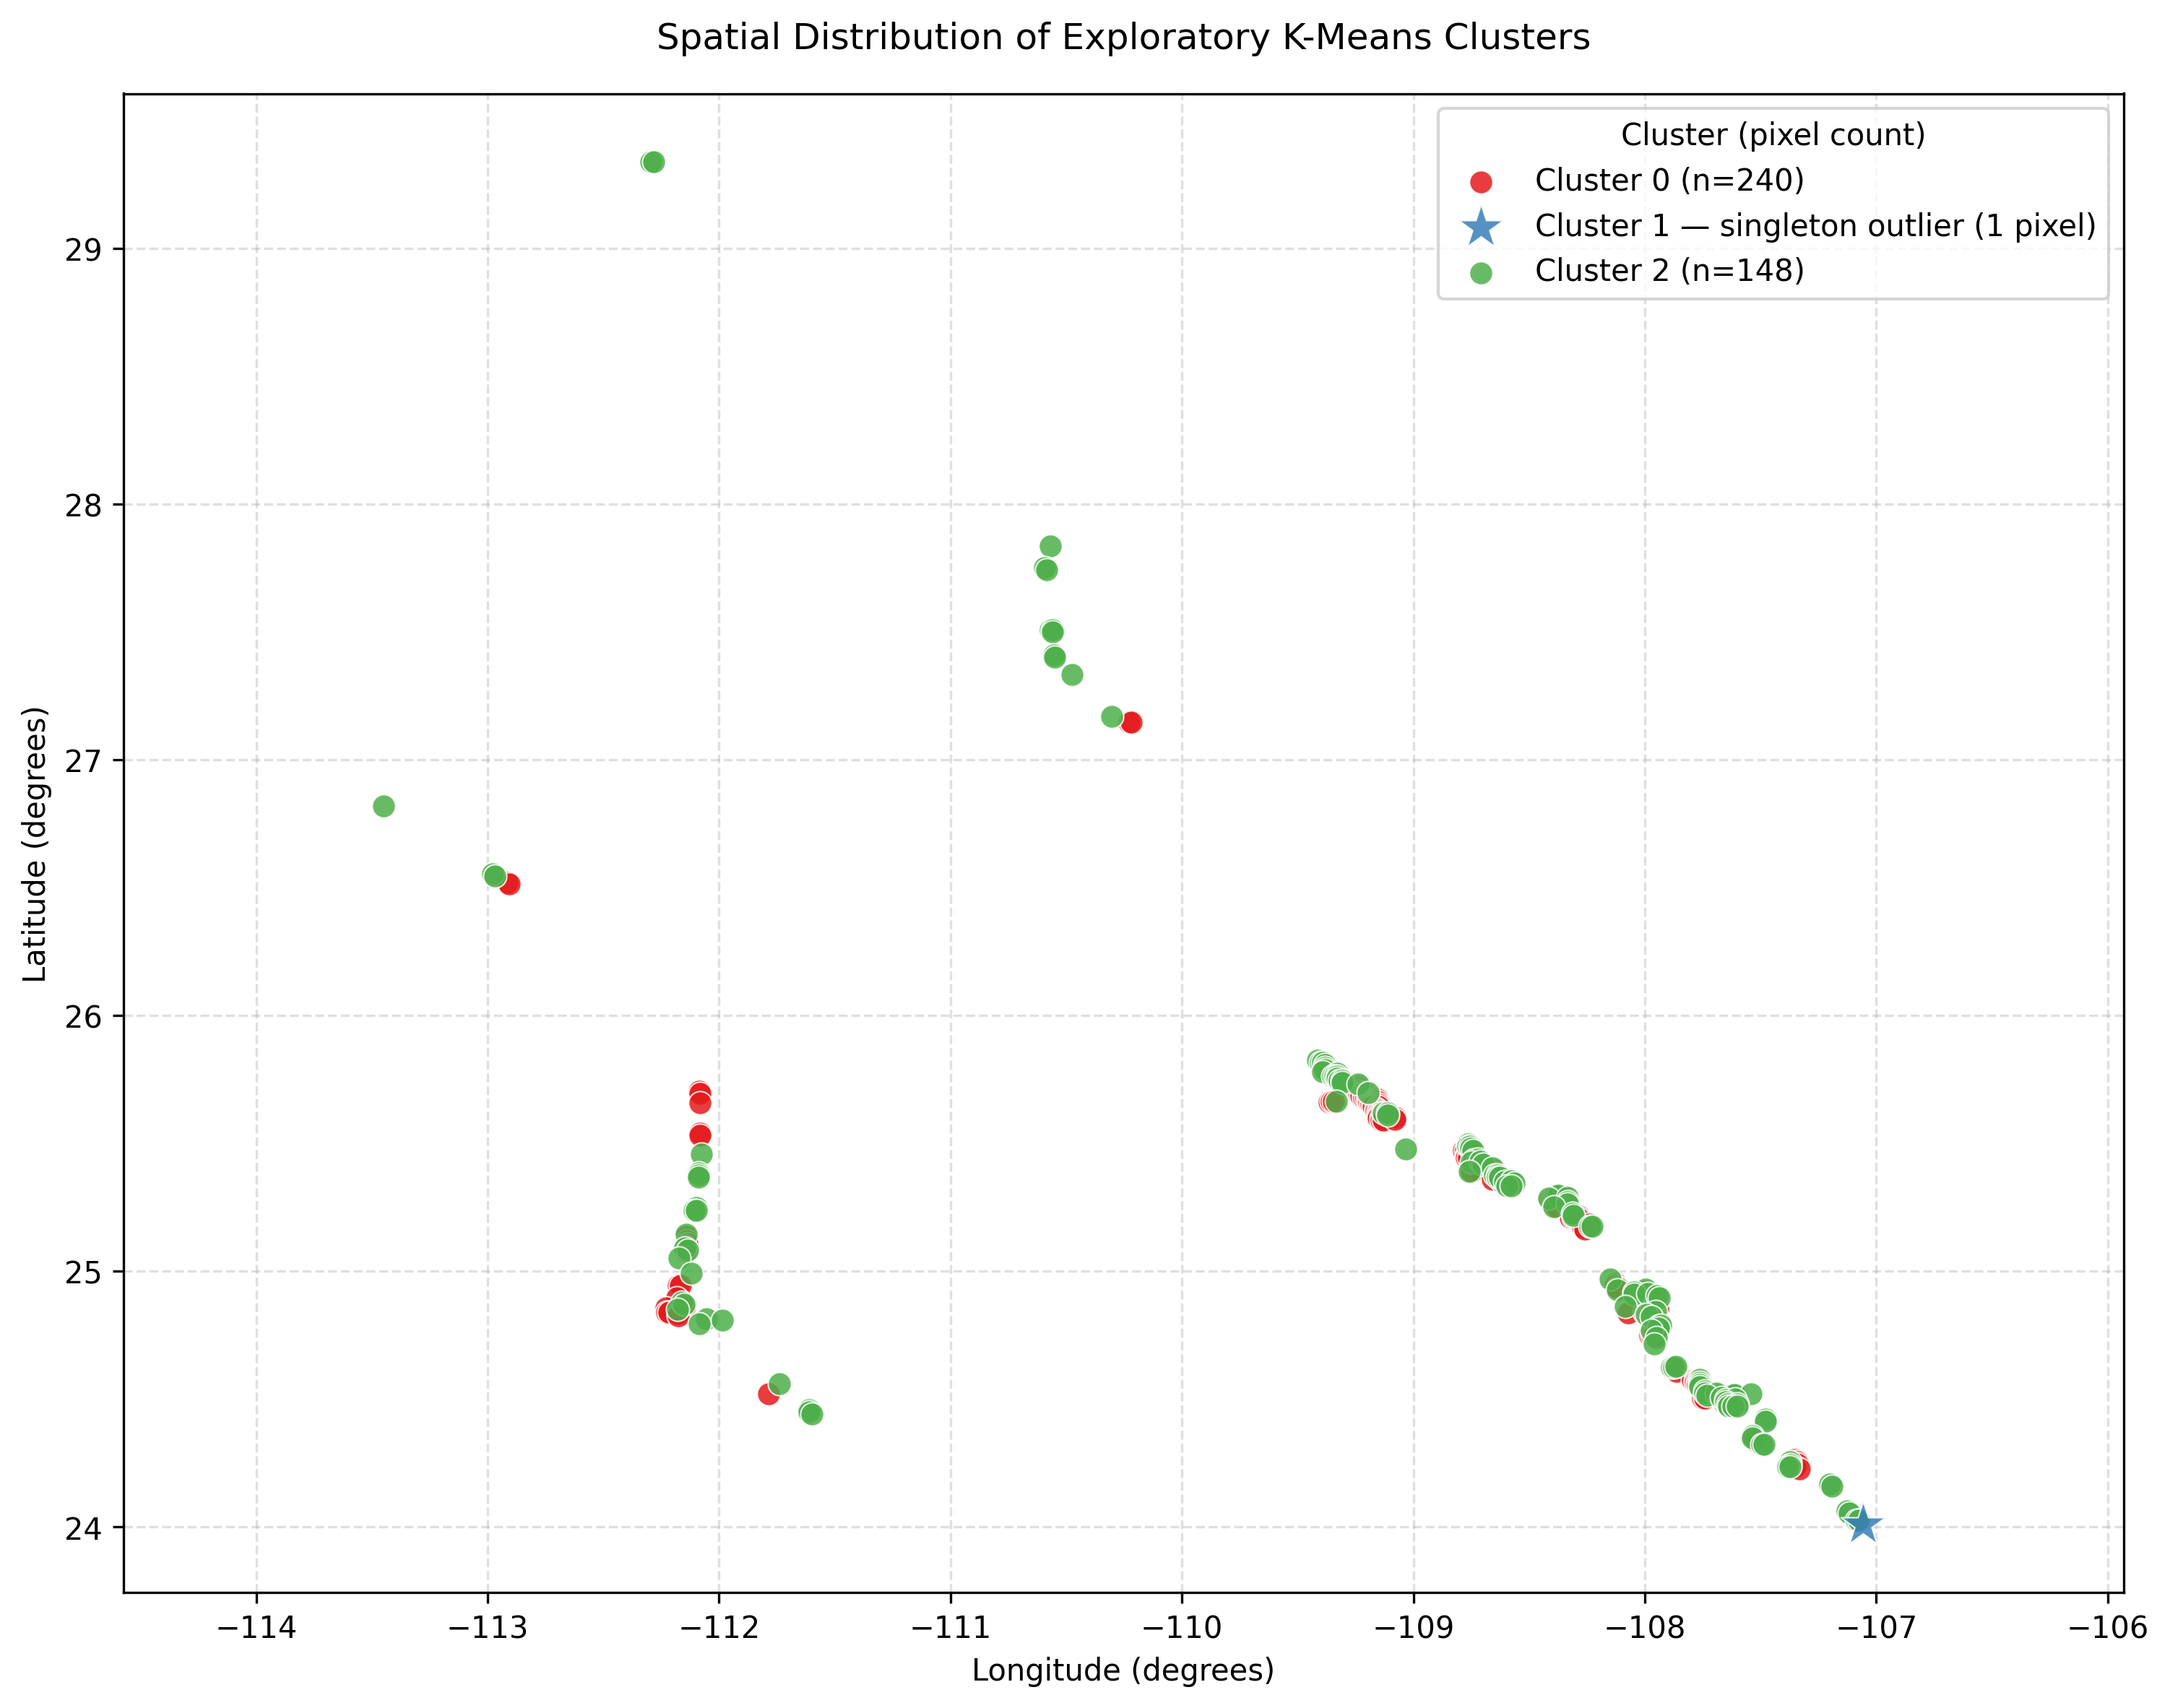 Spatial Distribution of Exploratory K-Means Clusters
Cluster (pixel count)
Cluster 0 (n=240)
Cluster 1 — singleton outlier (1 pixel)
Cluster 2 (n=148)
Latitude (degrees)
29
28
27
26
25
24
−114
−113
−112
−111
−110
−109
−108
−107
−106
Longitude (degrees)